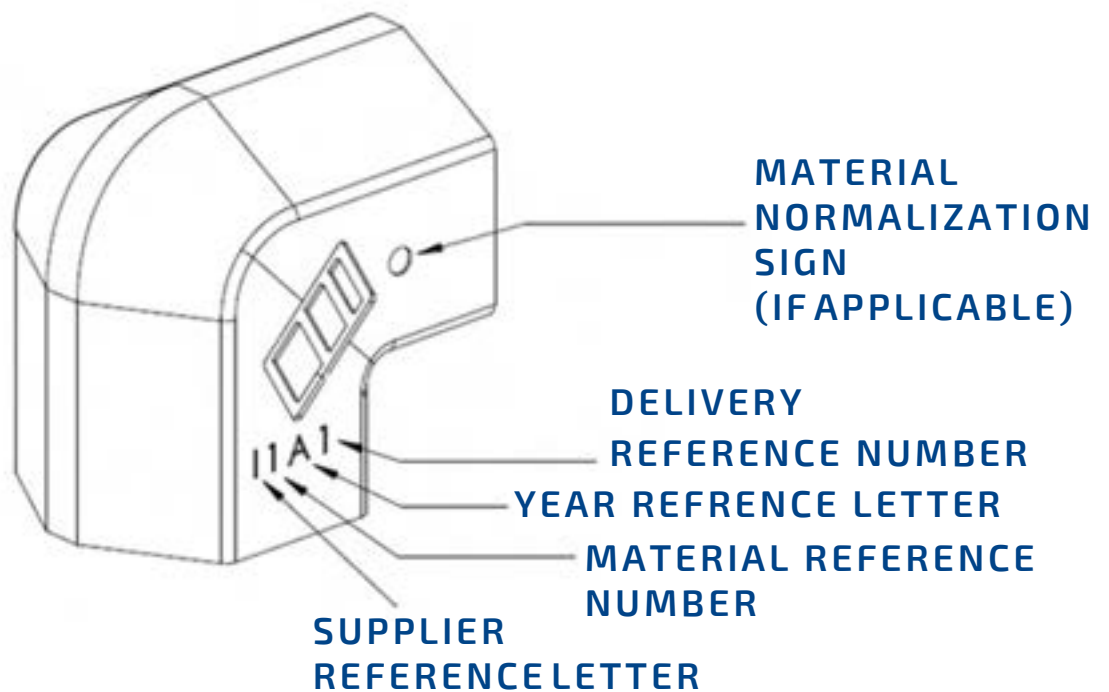 MATERIAL
NORMALIZATION
SIGN
(IF APPLICABLE)
DELIVERY
REFERENCE NUMBER
I1A1
YEAR REFRENCE LETTER
MATERIAL REFERENCE
NUMBER
SUPPLIER
REFERENCE LETTER